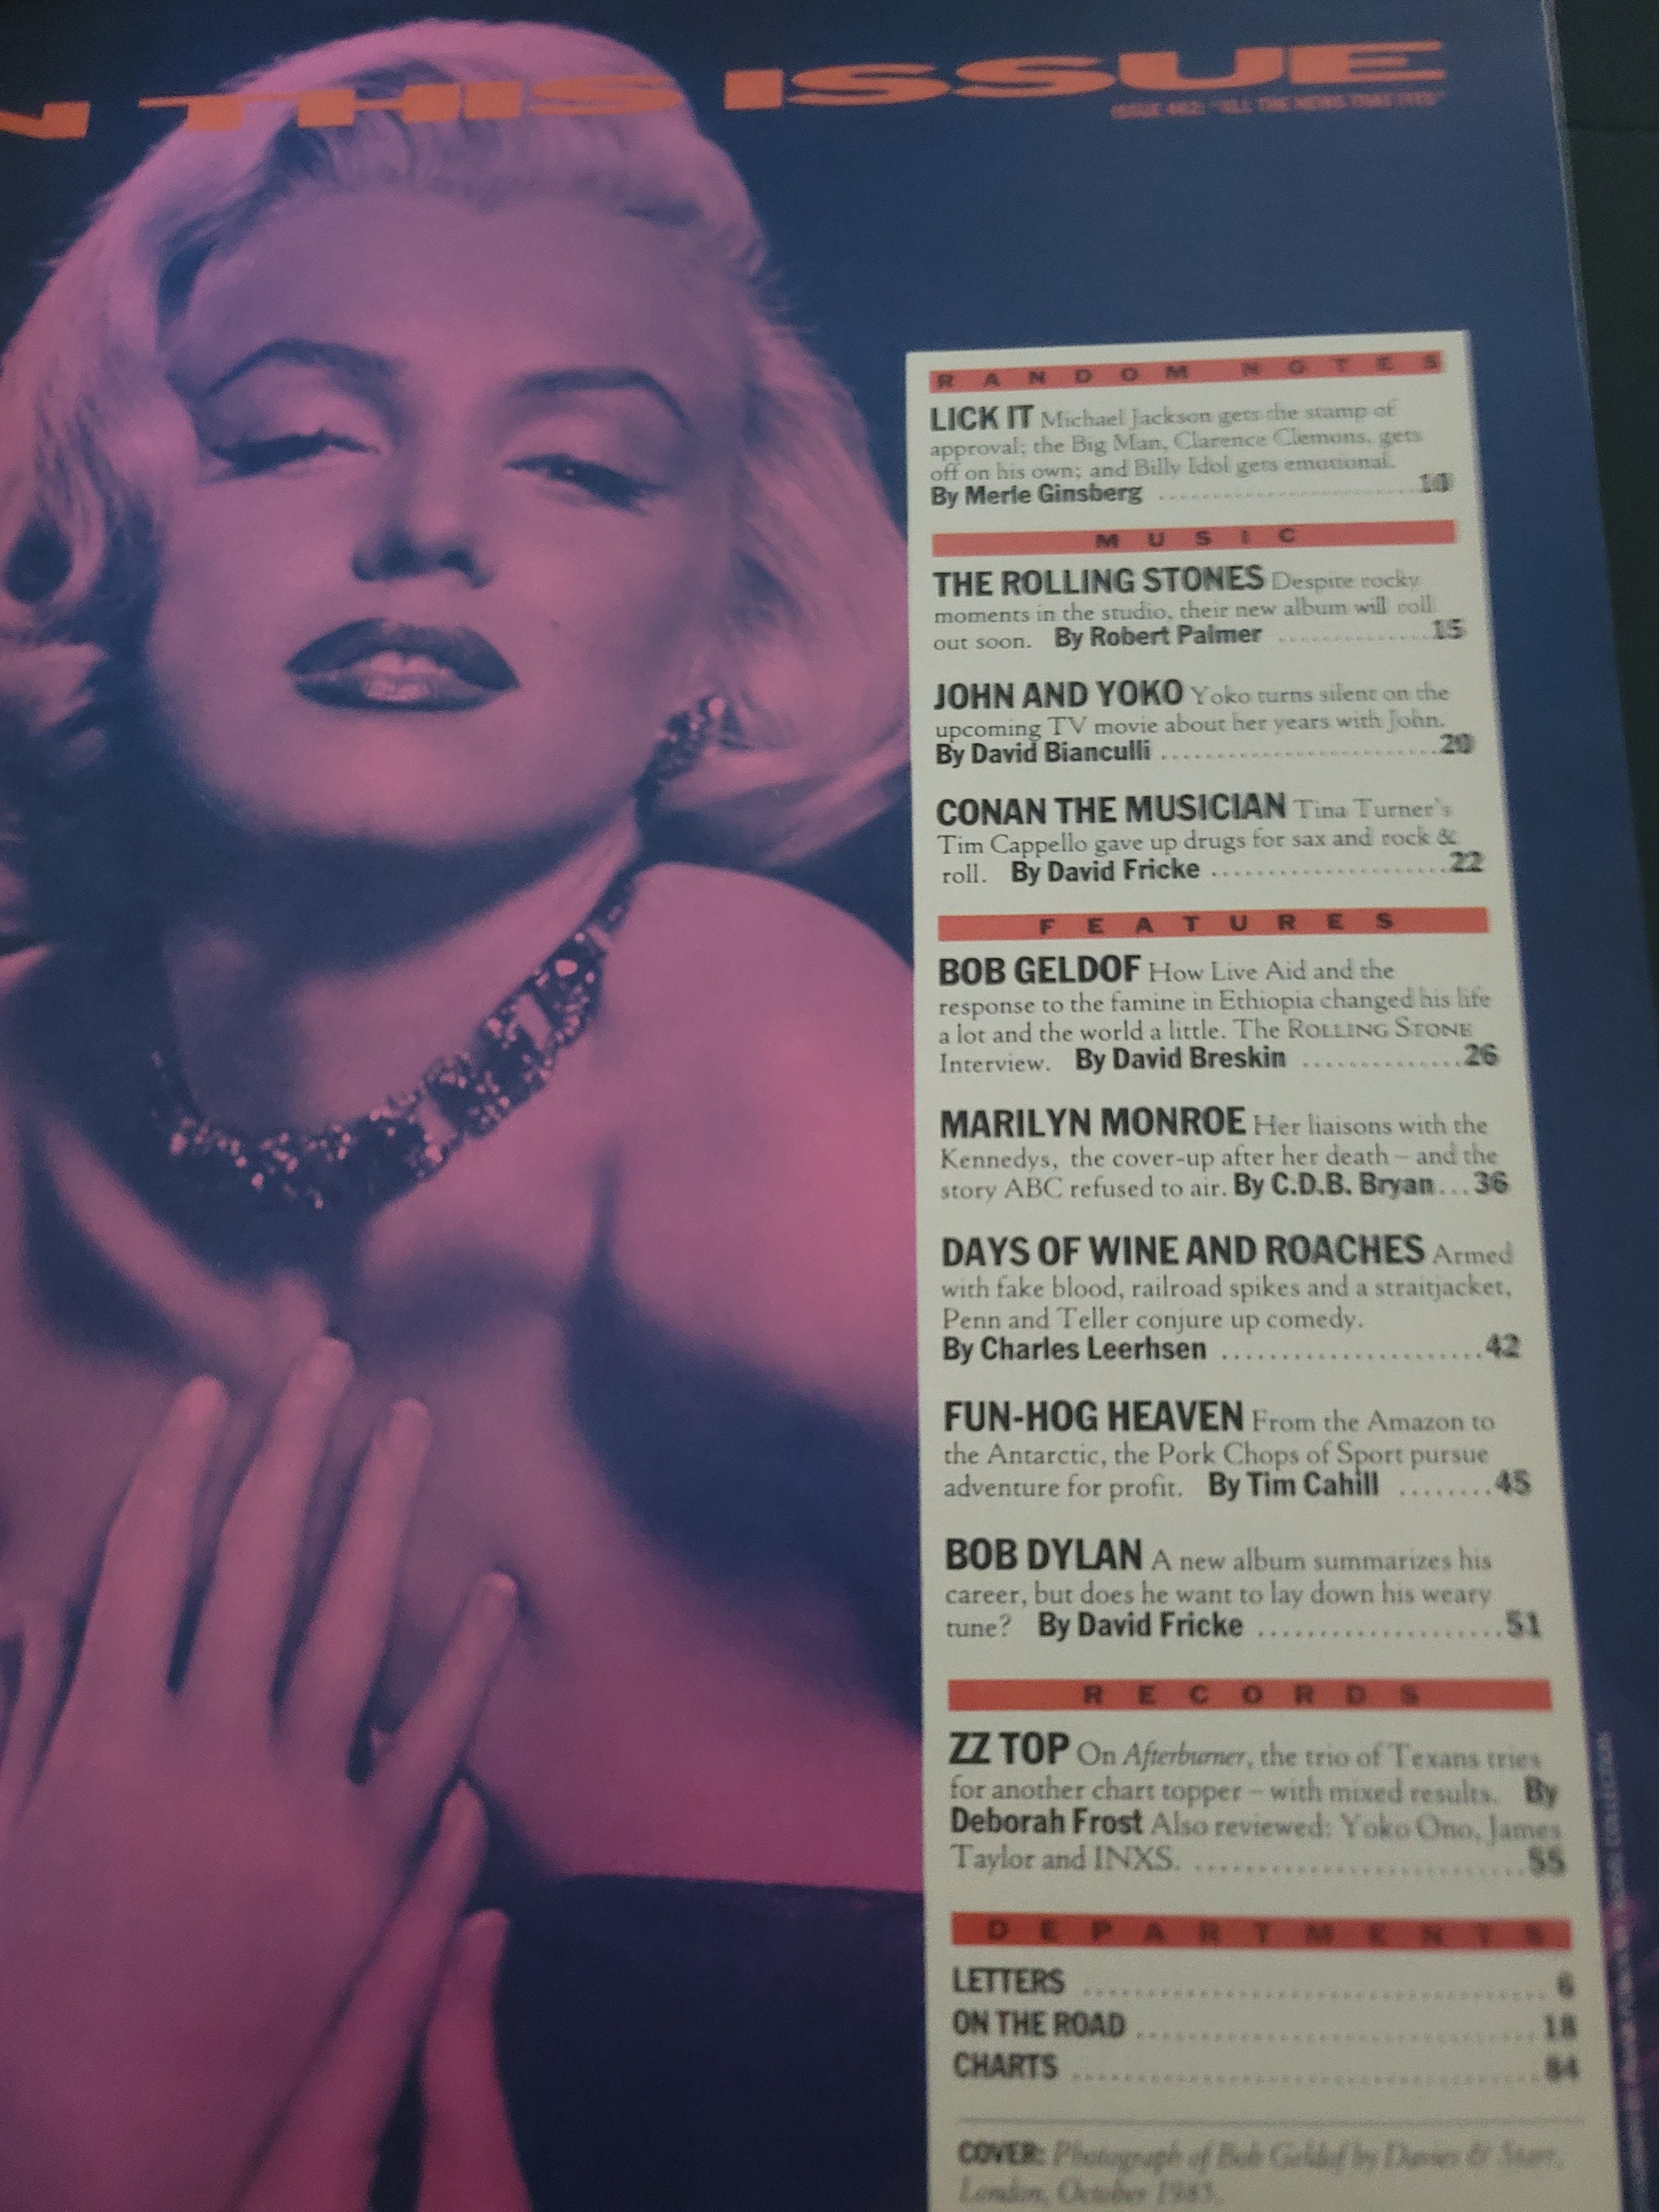 N THIS ISSUE
ISSUE 462: "ALL THE NEWS THAT FITS"
RANDOM NOTES
LICK IT Michael Jackson gets the stamp of
approval; the Big Man, Clarence Clemons, gets
off on his own; and Billy Idol gets emotional.
By Merle Ginsberg ........................10
MUSIC
THE ROLLING STONES Despite rocky
moments in the studio, their new album will roll
out soon. By Robert Palmer ..............15
JOHN AND YOKO Yoko turns silent on the
upcoming TV movie about her years with John.
By David Bianculli .........................20
CONAN THE MUSICIAN Tina Turner's
Tim Cappello gave up drugs for sax and rock &
roll. By David Fricke .....................22
FEATURES
BOB GELDOF How Live Aid and the
response to the famine in Ethiopia changed his life
a lot and the world a little. The ROLLING STONE
Interview. By David Breskin ..............26
MARILYN MONROE Her liaisons with the
Kennedys, the cover-up after her death – and the
story ABC refused to air. By C.D.B. Bryan...36
DAYS OF WINE AND ROACHES Armed
with fake blood, railroad spikes and a straitjacket,
Penn and Teller conjure up comedy.
By Charles Leerhsen ......................42
FUN-HOG HEAVEN From the Amazon to
the Antarctic, the Pork Chops of Sport pursue
adventure for profit. By Tim Cahill ........45
BOB DYLAN A new album summarizes his
career, but does he want to lay down his weary
tune? By David Fricke .....................51
RECORDS
ZZ TOP On Afterburner, the trio of Texans tries
for another chart topper – with mixed results. By
Deborah Frost Also reviewed: Yoko Ono, James
Taylor and INXS. ..............................55
DEPARTMENTS
LETTERS ..........................................6
ON THE ROAD ...................................18
CHARTS ..........................................84
COVER: Photograph of Bob Geldof by Davies & Starr,
London, October 1985.